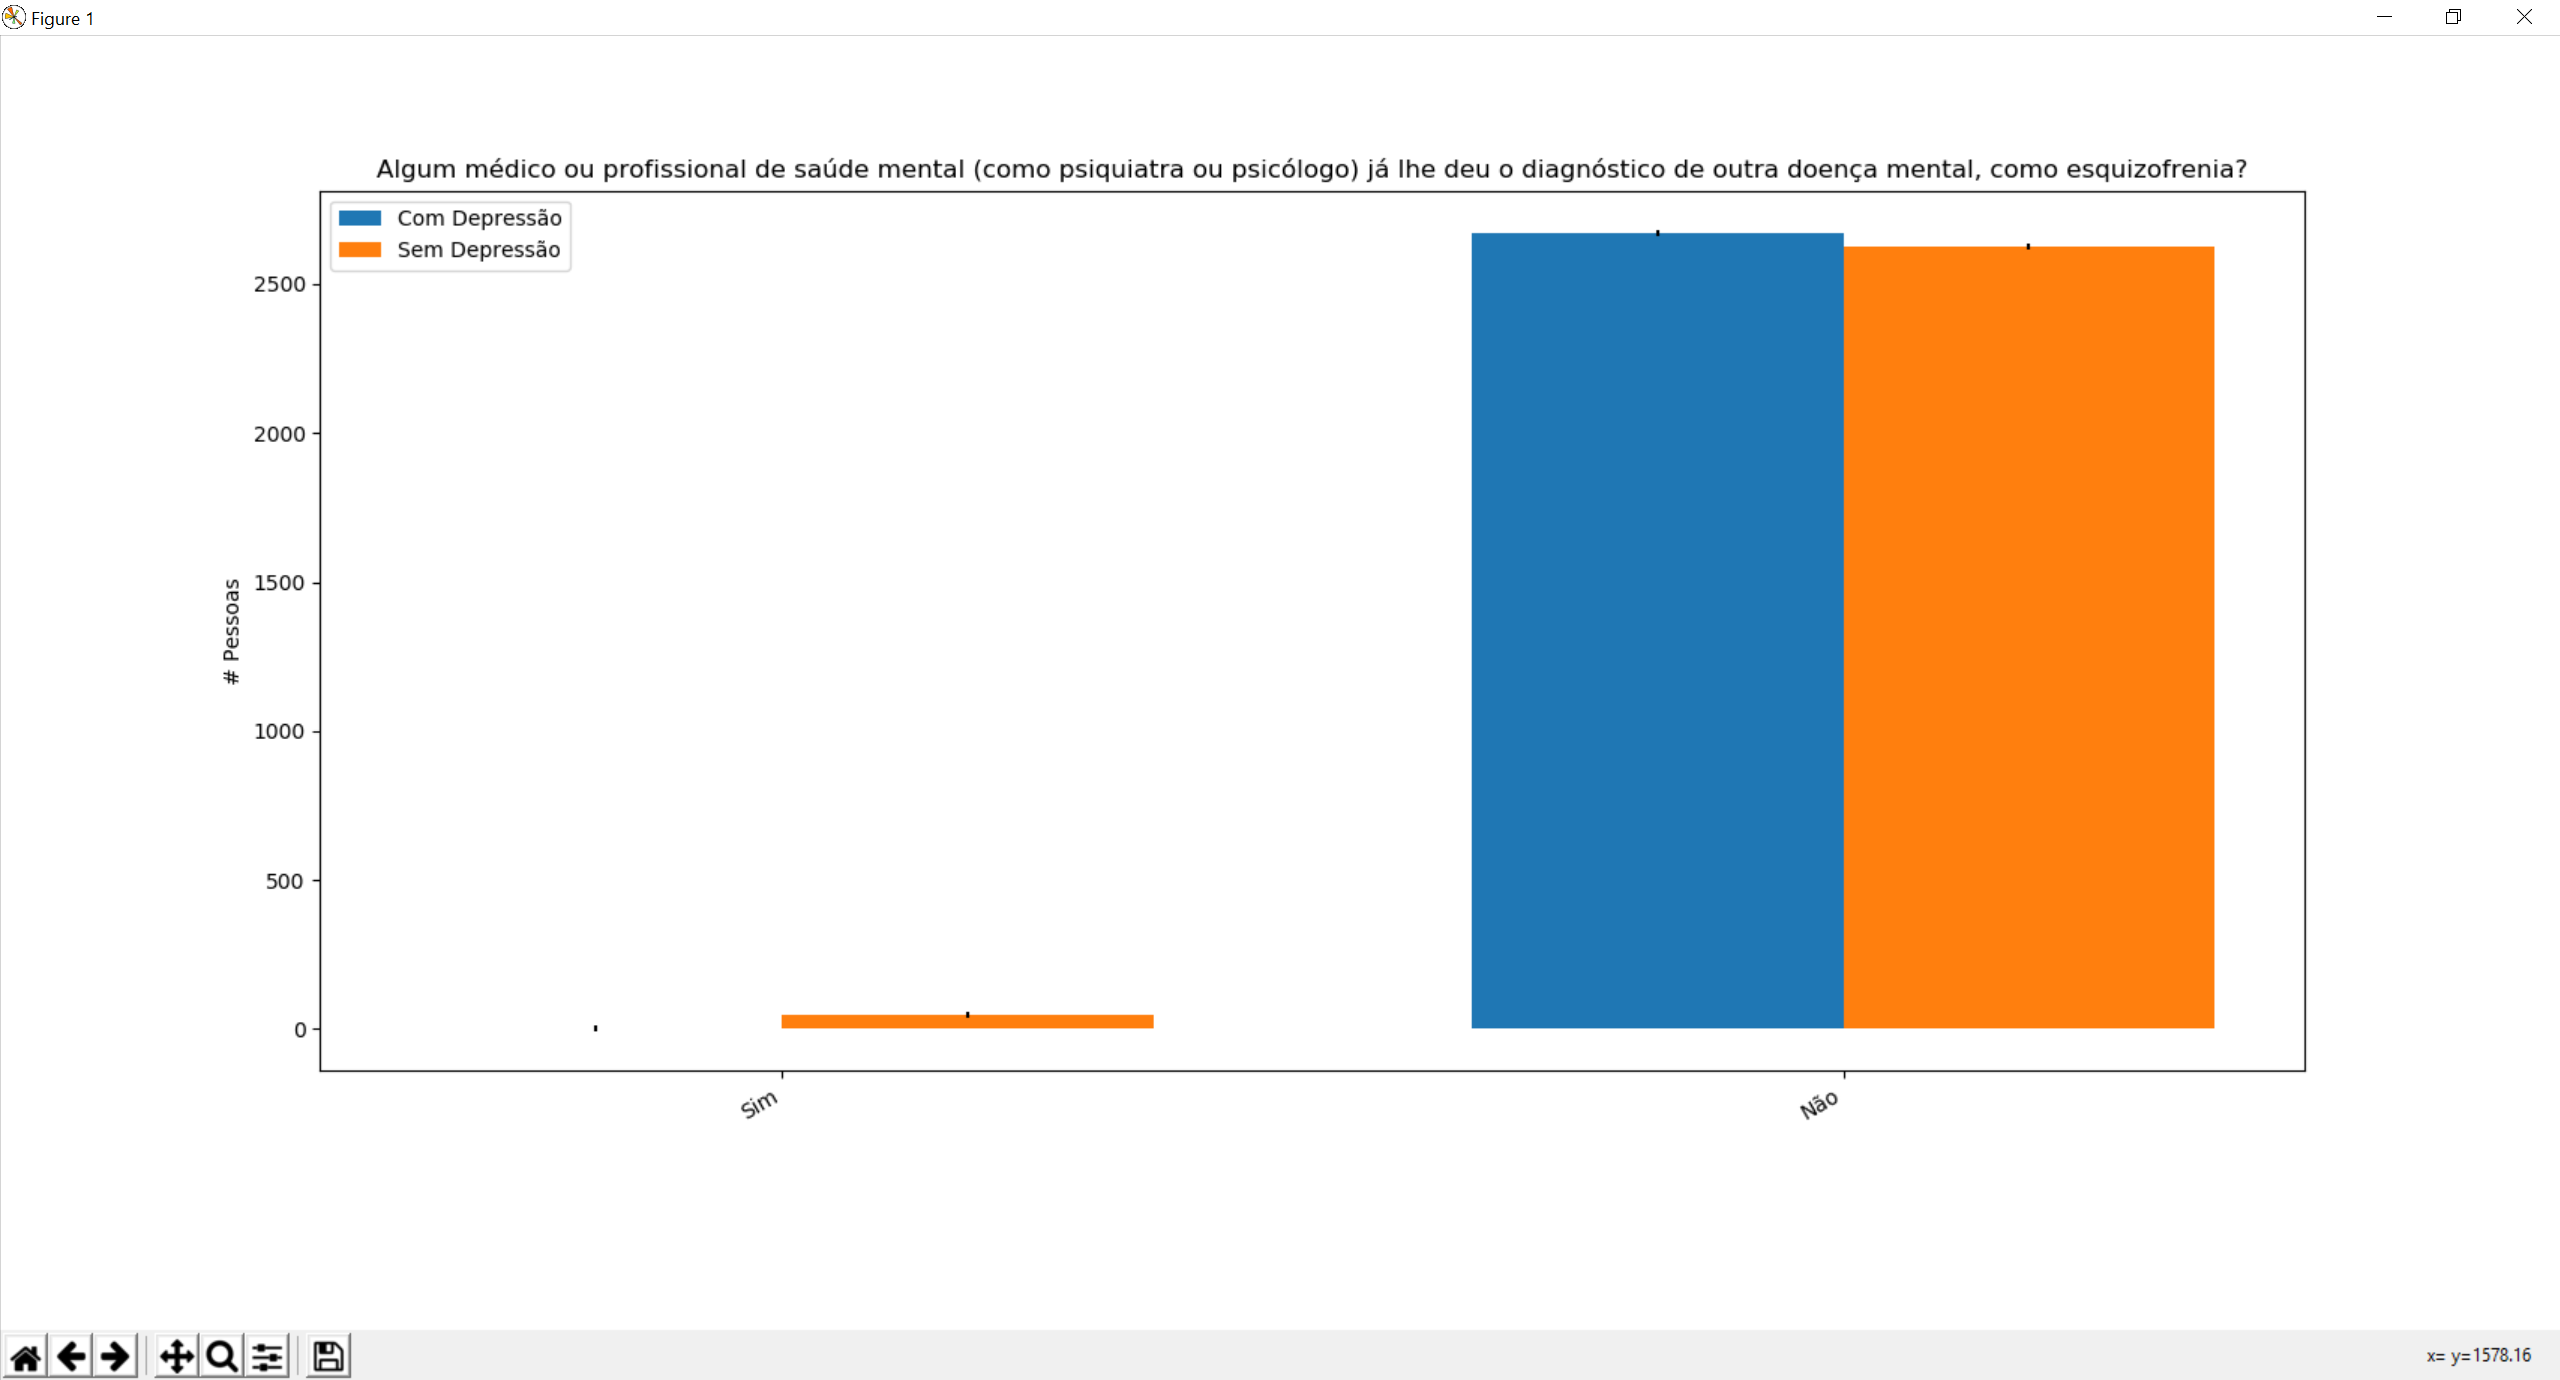 Figure 1
Algum médico ou profissional de saúde mental (como psiquiatra ou psicólogo) já lhe deu o diagnóstico de outra doença mental, como esquizofrenia?
Com Depressão
Sem Depressão
2500
2000
1500
1000
500
0
# Pessoas
Sim
Não
x= y=1578.16